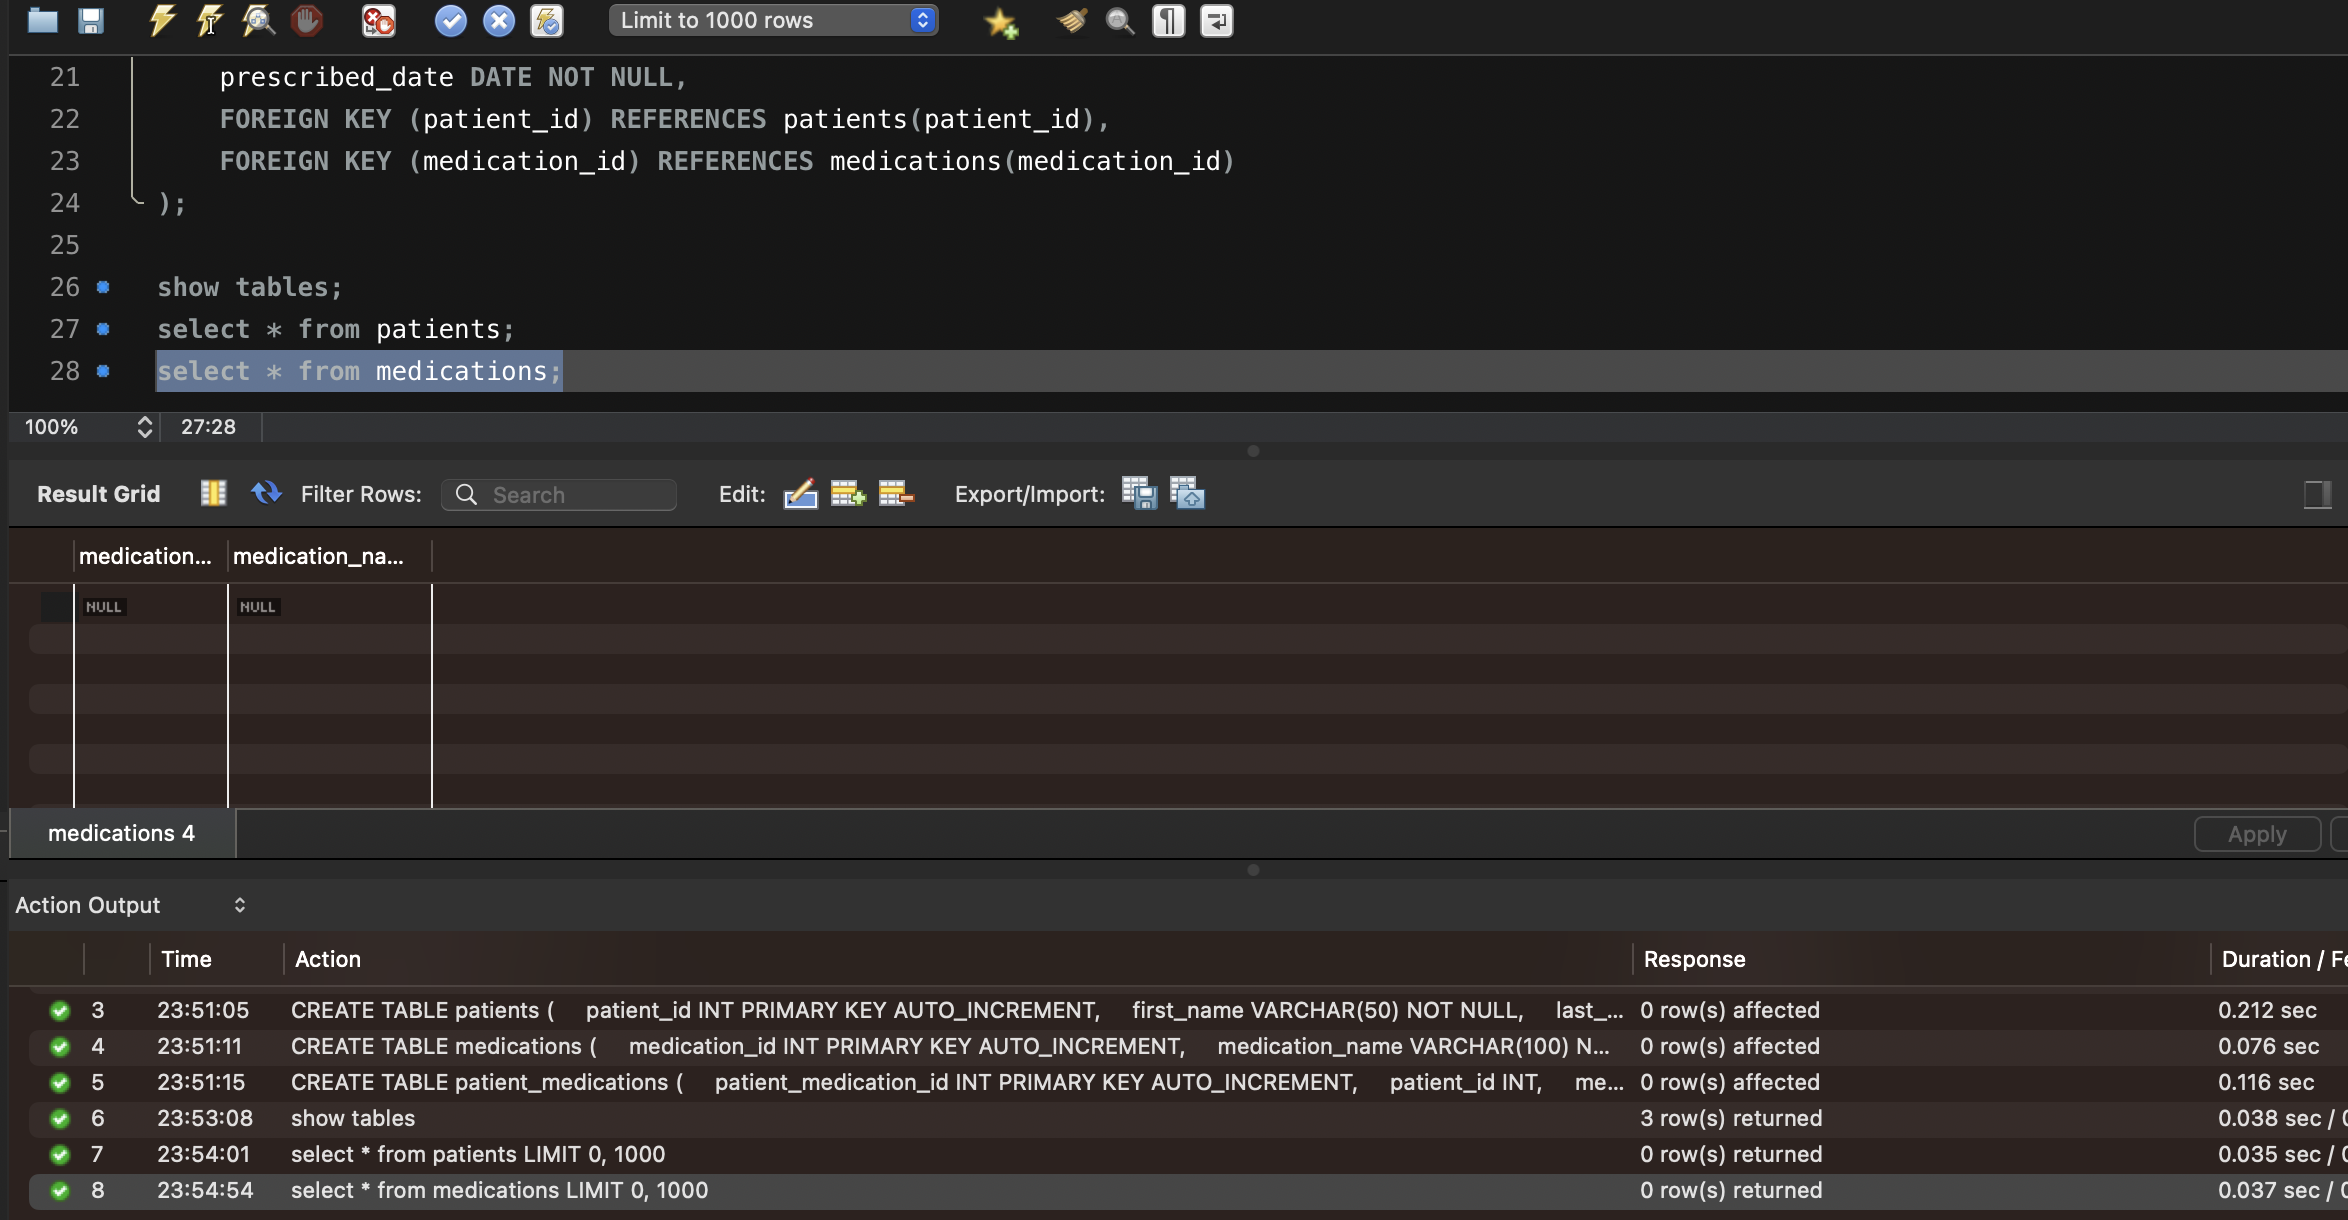 Limit to 1000 rows
21 prescribed_date DATE NOT NULL,
22 FOREIGN KEY (patient_id) REFERENCES patients(patient_id),
23 FOREIGN KEY (medication_id) REFERENCES medications(medication_id)
24 );
25
26 show tables;
27 select * from patients;
28 select * from medications;
100% 27:28
Result Grid Filter Rows: Search Edit: Export/Import:
medication... medication_na...
NULL NULL
medications 4 Apply
Action Output
Time Action Response Duration / Fe
3 23:51:05 CREATE TABLE patients ( patient_id INT PRIMARY KEY AUTO_INCREMENT, first_name VARCHAR(50) NOT NULL, last_... 0 row(s) affected 0.212 sec
4 23:51:11 CREATE TABLE medications ( medication_id INT PRIMARY KEY AUTO_INCREMENT, medication_name VARCHAR(100) N... 0 row(s) affected 0.076 sec
5 23:51:15 CREATE TABLE patient_medications ( patient_medication_id INT PRIMARY KEY AUTO_INCREMENT, patient_id INT, me... 0 row(s) affected 0.116 sec
6 23:53:08 show tables 3 row(s) returned 0.038 sec /
7 23:54:01 select * from patients LIMIT 0, 1000 0 row(s) returned 0.035 sec /
8 23:54:54 select * from medications LIMIT 0, 1000 0 row(s) returned 0.037 sec /